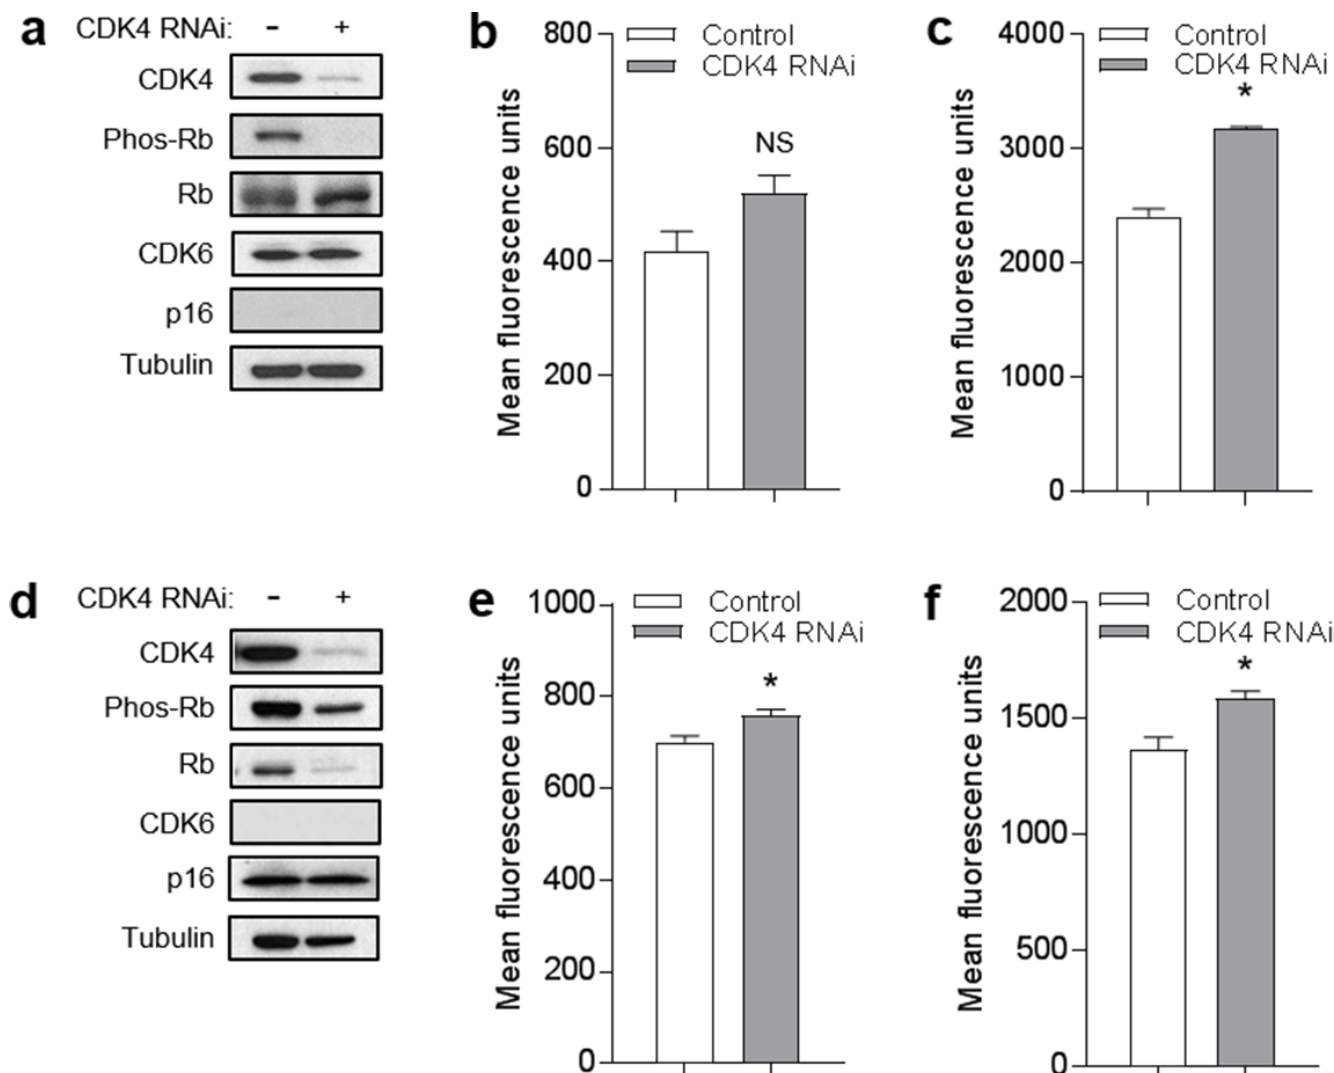 a
CDK4 RNAi: - +
CDK4
Phos-Rb
Rb
CDK6
p16
Tubulin
b
Mean fluorescence units
800
600
400
200
0
Control
CDK4 RNAi
NS
c
Mean fluorescence units
4000
3000
2000
1000
0
Control
CDK4 RNAi
*
d
CDK4 RNAi: - +
CDK4
Phos-Rb
Rb
CDK6
p16
Tubulin
e
Mean fluorescence units
1000
800
600
400
200
0
Control
CDK4 RNAi
*
f
Mean fluorescence units
2000
1500
1000
500
0
Control
CDK4 RNAi
*